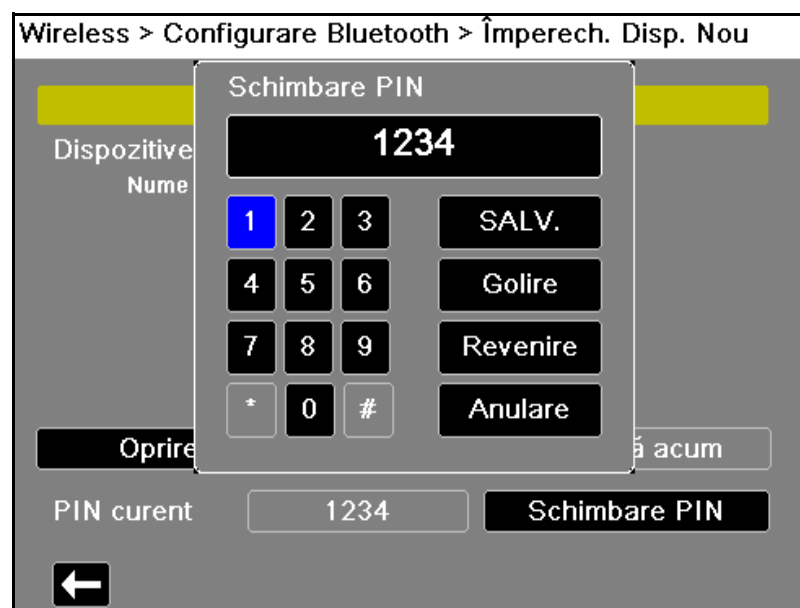 Wireless > Configurare Bluetooth > Împerech. Disp. Nou
Schimbare PIN
1234
Dispozitive
Nume
1 2 3 SALV.
4 5 6 Golire
7 8 9 Revenire
* 0 # Anulare
Oprire ă acum
PIN curent 1234 Schimbare PIN